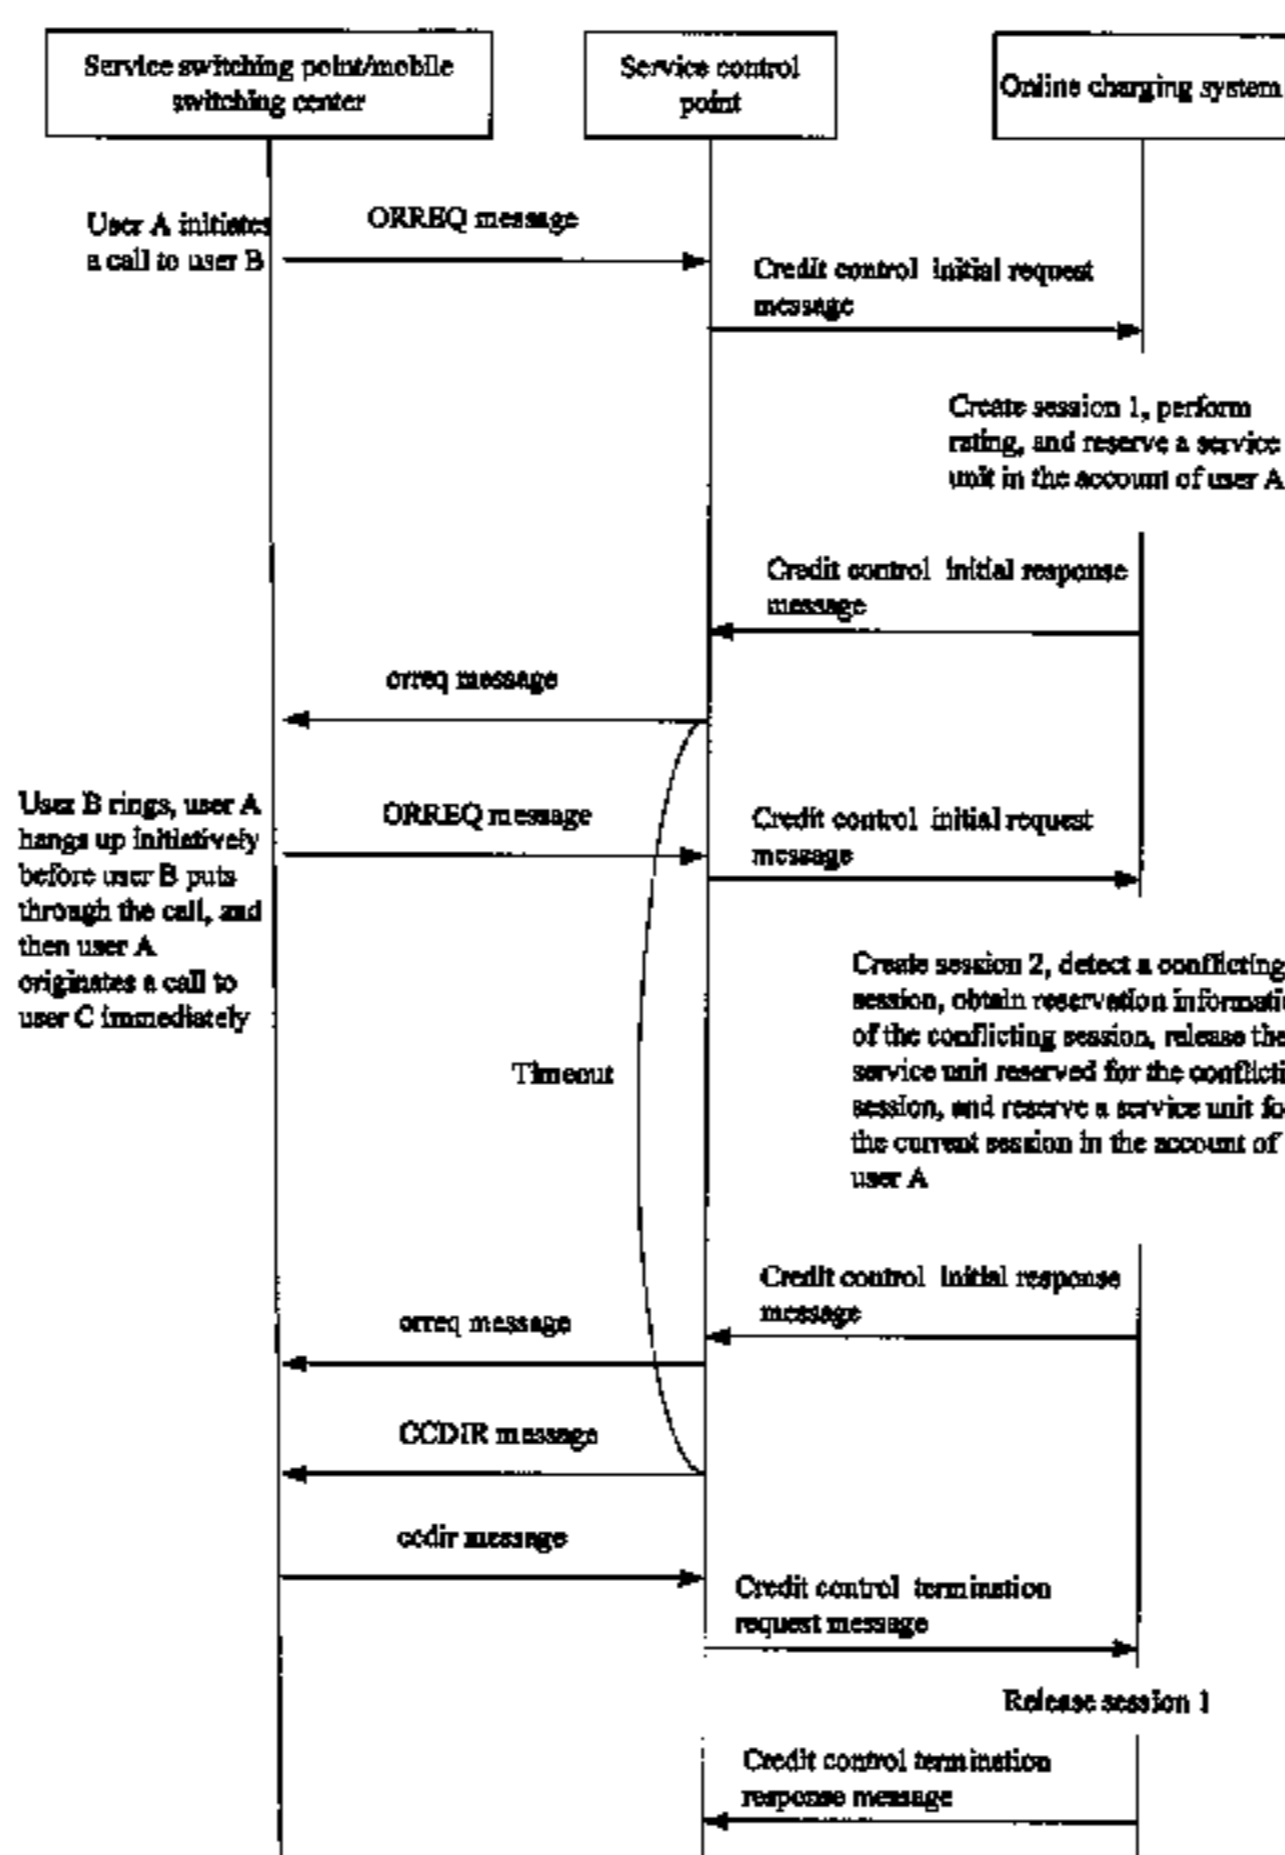 Service switching point/mobile
switching center
Service control
point
Online charging system
User A initiates
a call to user B
ORREQ message
Credit control initial request
message
Create session 1, perform
rating, and reserve a service
unit in the account of user A
Credit control initial response
message
orreq message
User B rings, user A
hangs up initiatively
before user B puts
through the call, and
then user A
originates a call to
user C immediately
ORREQ message
Credit control initial request
message
Create session 2, detect a conflicting
session, obtain reservation informati
of the conflicting session, release the
service unit reserved for the conflicti
session, and reserve a service unit fo
the current session in the account of
user A
Timeout
Credit control initial response
message
orreq message
CCDIR message
ccdir message
Credit control termination
request message
Release session 1
Credit control termination
response message